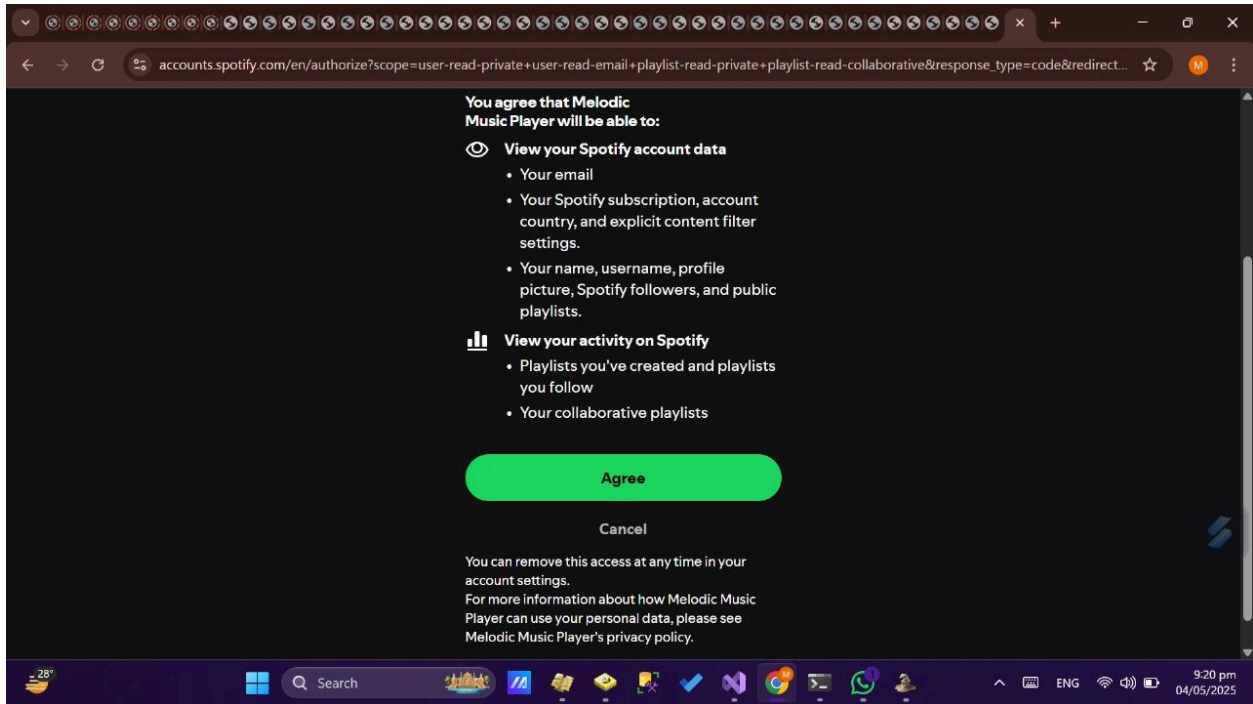 accounts.spotify.com/en/authorize?scope=user-read-private+user-read-email+playlist-read-private+playlist-read-collaborative&response_type=code&redirect...
M
You agree that Melodic
Music Player will be able to:
View your Spotify account data
• Your email
• Your Spotify subscription, account
country, and explicit content filter
settings.
• Your name, username, profile
picture, Spotify followers, and public
playlists.
View your activity on Spotify
• Playlists you've created and playlists
you follow
• Your collaborative playlists
Agree
Cancel
You can remove this access at any time in your
account settings.
For more information about how Melodic Music
Player can use your personal data, please see
Melodic Music Player's privacy policy.
28°
Search
ENG
9:20 pm
04/05/2025